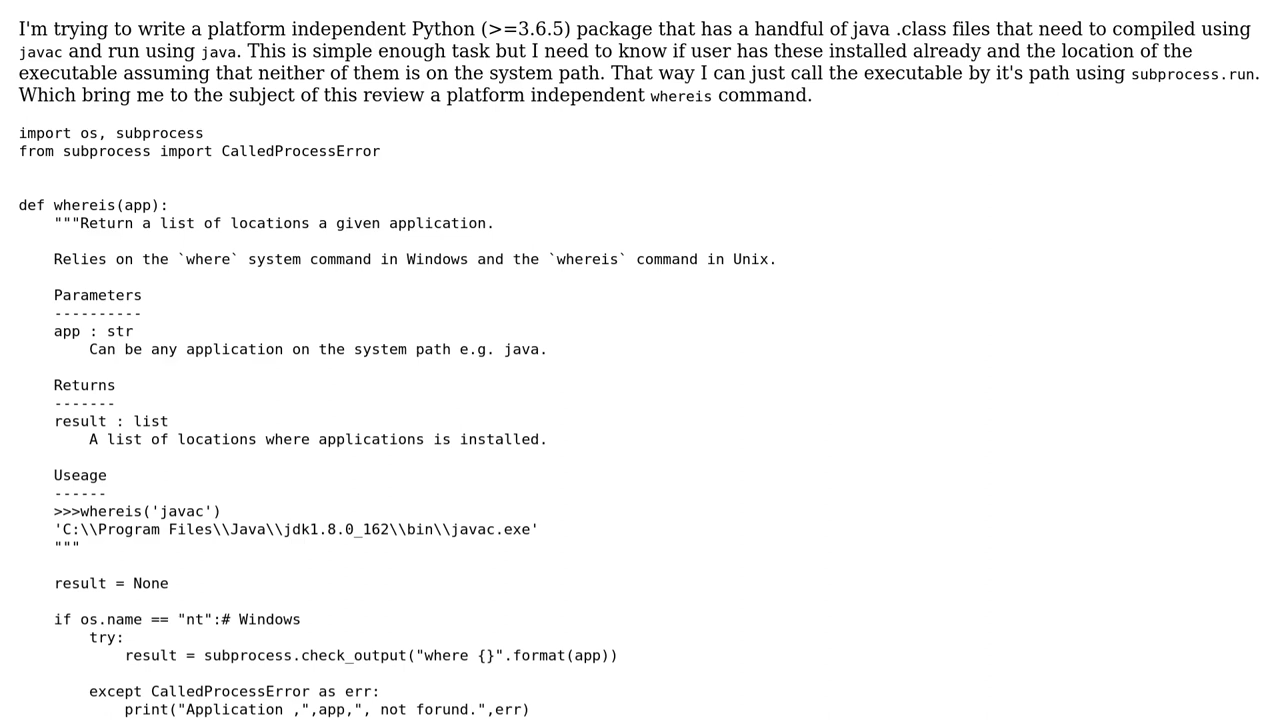 I'm trying to write a platform independent Python (>=3.6.5) package that has a handful of java .class files that need to compiled using
javac and run using java. This is simple enough task but I need to know if user has these installed already and the location of the
executable assuming that neither of them is on the system path. That way I can just call the executable by it's path using subprocess.run.
Which bring me to the subject of this review a platform independent whereis command.
import os, subprocess
from subprocess import CalledProcessError
def whereis(app):
    """Return a list of locations a given application.
    Relies on the `where` system command in Windows and the `whereis` command in Unix.
    Parameters
    ----------
    app : str
        Can be any application on the system path e.g. java.
    Returns
    -------
    result : list
        A list of locations where applications is installed.
    Useage
    ------
    >>>whereis('javac')
    'C:\\Program Files\\Java\\jdk1.8.0_162\\bin\\javac.exe'
    """
    result = None
    if os.name == "nt":# Windows
        try:
            result = subprocess.check_output("where {}".format(app))
        except CalledProcessError as err:
            print("Application ,",app,", not forund.",err)